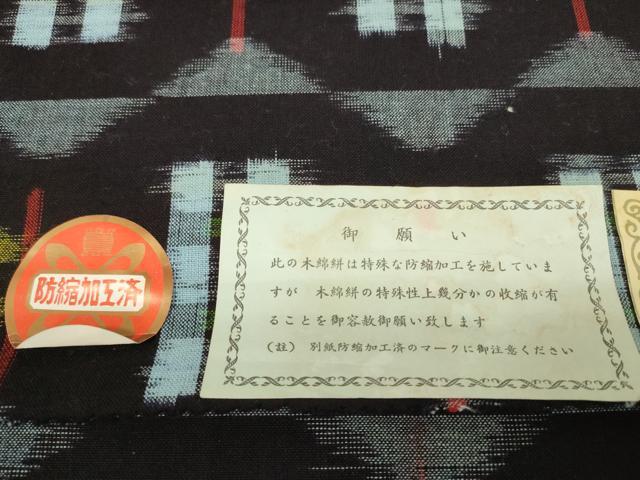 防縮加工済
御願い
此の木綿絣は特殊な防縮加工を施していま
すが 木綿絣の特殊性上幾分かの收縮が有
ることを御容赦御願い致します
(註) 別紙防縮加工済のマークに御注意ください